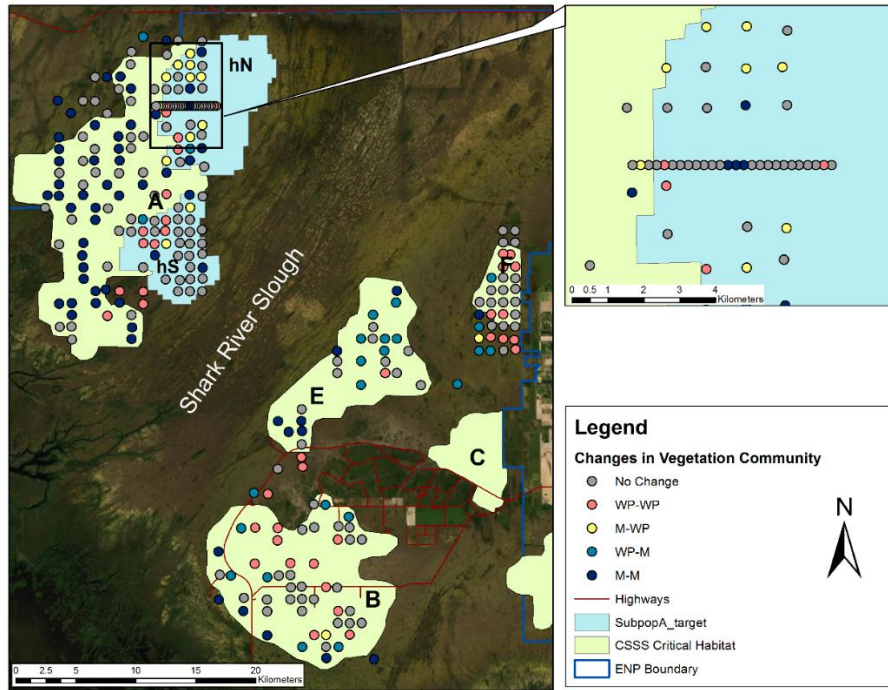 hN
A
hS
Shark River Slough
F
E
C
B
0 2.5 5 10 15 20
Kilometers
0 0.5 1 2 3 4
Kilometers
Legend
Changes in Vegetation Community
No Change
WP-WP
M-WP
WP-M
M-M
Highways
SubpopA_target
CSSS Critical Habitat
ENP Boundary
N